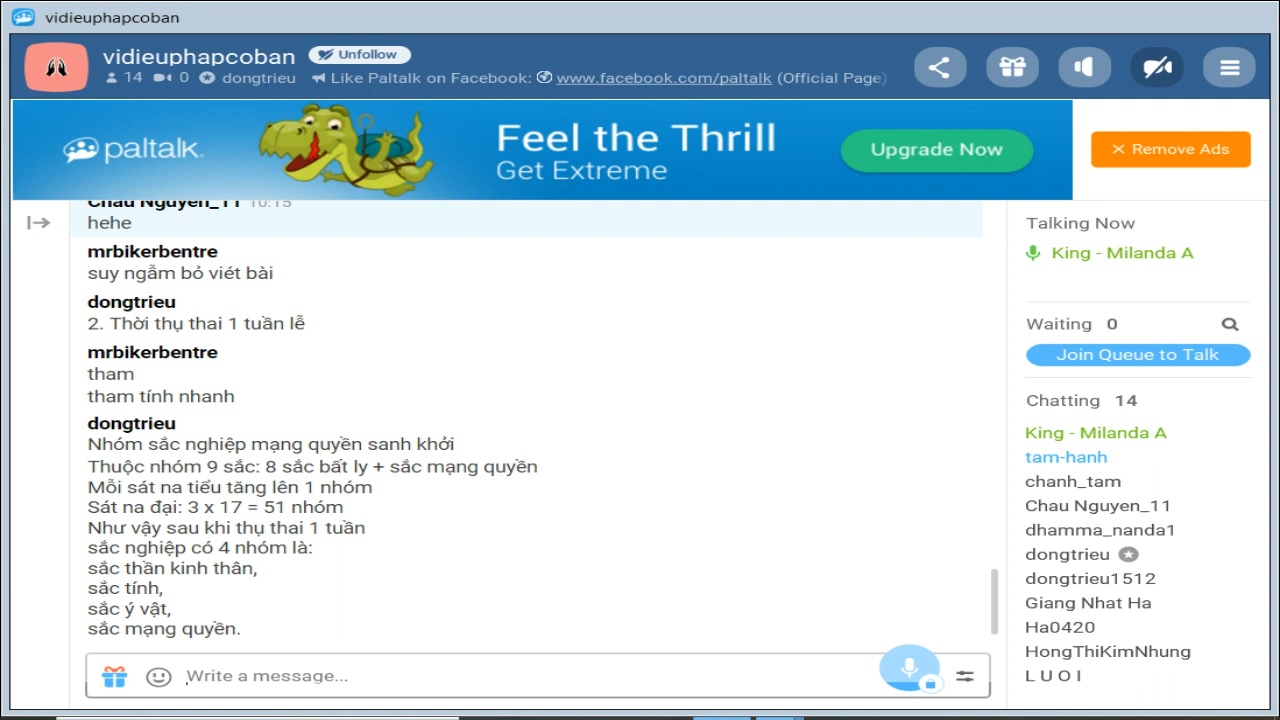 vidieuphapcoban
vidieuphapcoban Unfollow
14 0 dongtrieu Like Paltalk on Facebook: www.facebook.com/paltalk (Official Page)
paltalk
Feel the Thrill
Get Extreme
Upgrade Now
Remove Ads
Chau Nguyen_11 10:15
hehe
mrbikerbentre
suy ngẫm bỏ viét bài
dongtrieu
2. Thời thụ thai 1 tuần lễ
mrbikerbentre
tham
tham tính nhanh
dongtrieu
Nhóm sắc nghiệp mạng quyền sanh khởi
Thuộc nhóm 9 sắc: 8 sắc bất ly + sắc mạng quyền
Mỗi sát na tiểu tăng lên 1 nhóm
Sát na đại: 3 x 17 = 51 nhóm
Như vậy sau khi thụ thai 1 tuần
sắc nghiệp có 4 nhóm là:
sắc thần kinh thân,
sắc tính,
sắc ý vật,
sắc mạng quyền.
Write a message...
Talking Now
King - Milanda A
Waiting 0
Join Queue to Talk
Chatting 14
King - Milanda A
tam-hanh
chanh_tam
Chau Nguyen_11
dhamma_nanda1
dongtrieu
dongtrieu1512
Giang Nhat Ha
Ha0420
HongThiKimNhung
L U O I